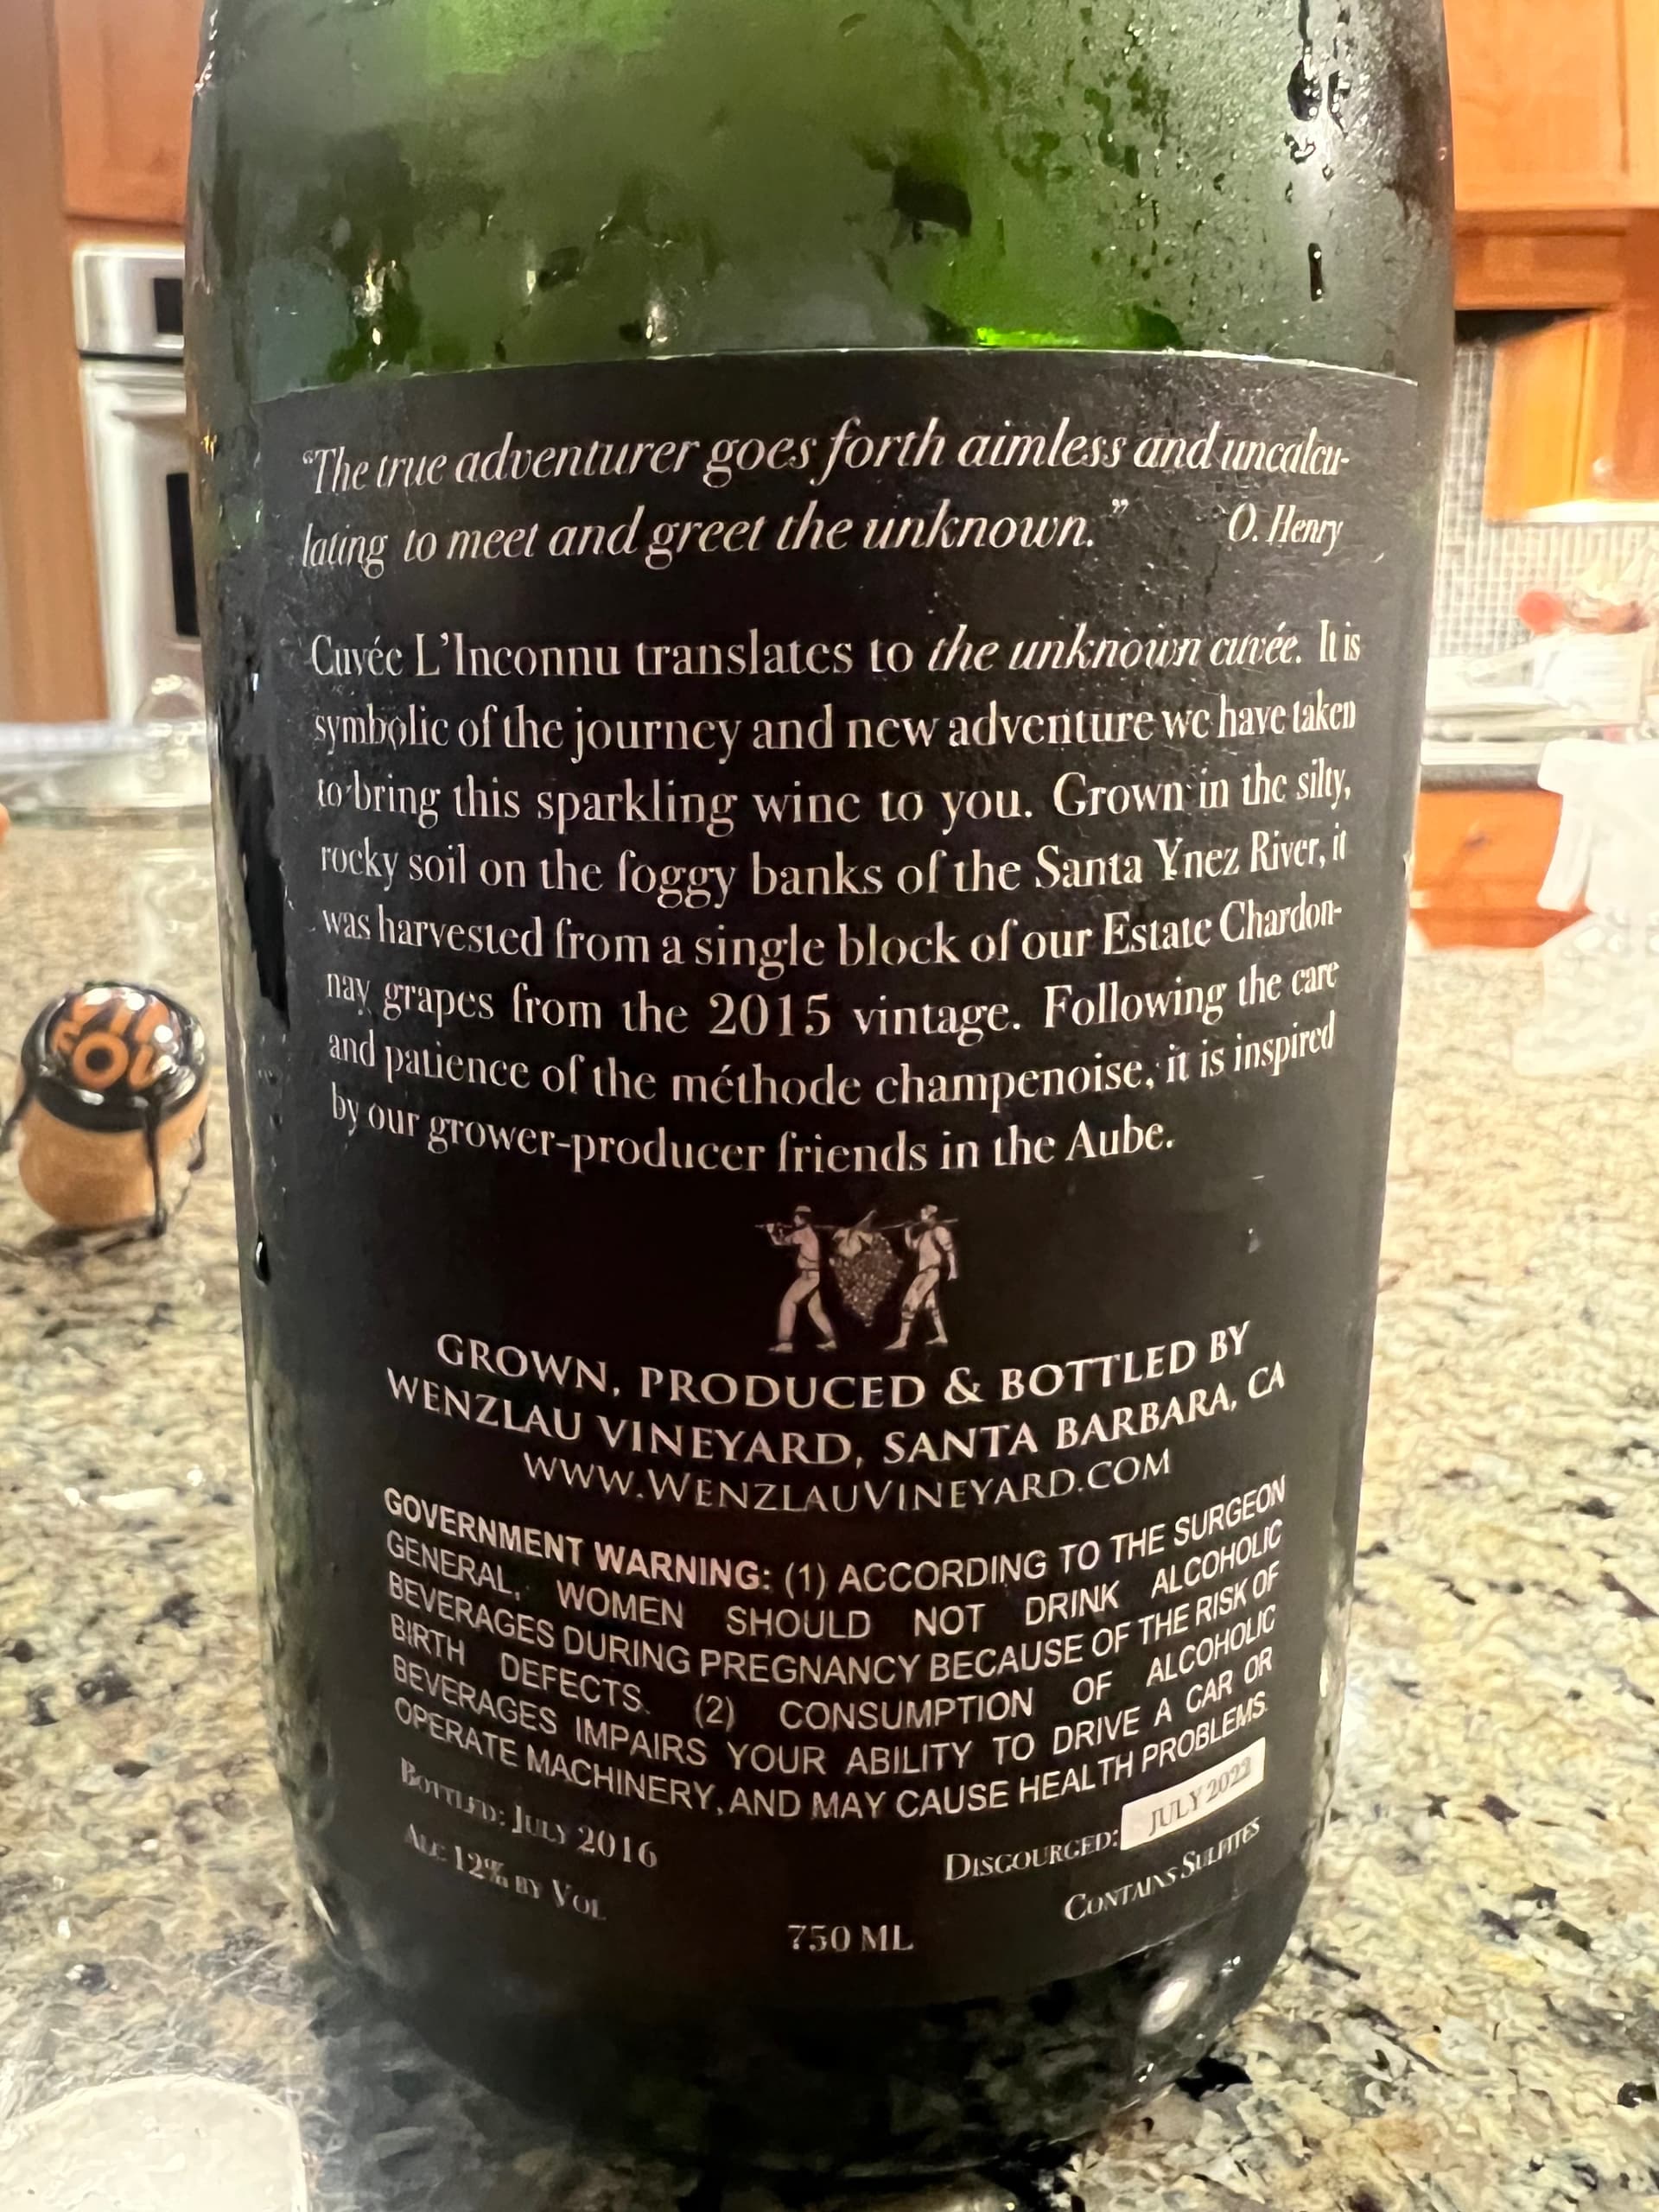 “The true adventurer goes forth aimless and uncalcu-
lating to meet and greet the unknown.” O. Henry
Cuvée L’Inconnu translates to the unknown cuvée. It is
symbolic of the journey and new adventure we have taken
to bring this sparkling wine to you. Grown in the silty,
rocky soil on the foggy banks of the Santa Ynez River, it
was harvested from a single block of our Estate Chardon-
nay grapes from the 2015 vintage. Following the care
and patience of the méthode champenoise, it is inspired
by our grower-producer friends in the Aube.
GROWN, PRODUCED & BOTTLED BY
WENZLAU VINEYARD, SANTA BARBARA, CA
WWW.WENZLAUVINEYARD.COM
GOVERNMENT WARNING: (1) ACCORDING TO THE SURGEON
GENERAL, WOMEN SHOULD NOT DRINK ALCOHOLIC
BEVERAGES DURING PREGNANCY BECAUSE OF THE RISK OF
BIRTH DEFECTS. (2) CONSUMPTION OF ALCOHOLIC
BEVERAGES IMPAIRS YOUR ABILITY TO DRIVE A CAR OR
OPERATE MACHINERY, AND MAY CAUSE HEALTH PROBLEMS.
BOTTLED: JULY 2016
DISGOURGED: JULY 2022
ALC 12% BY VOL
CONTAINS SULFITES
750 ML